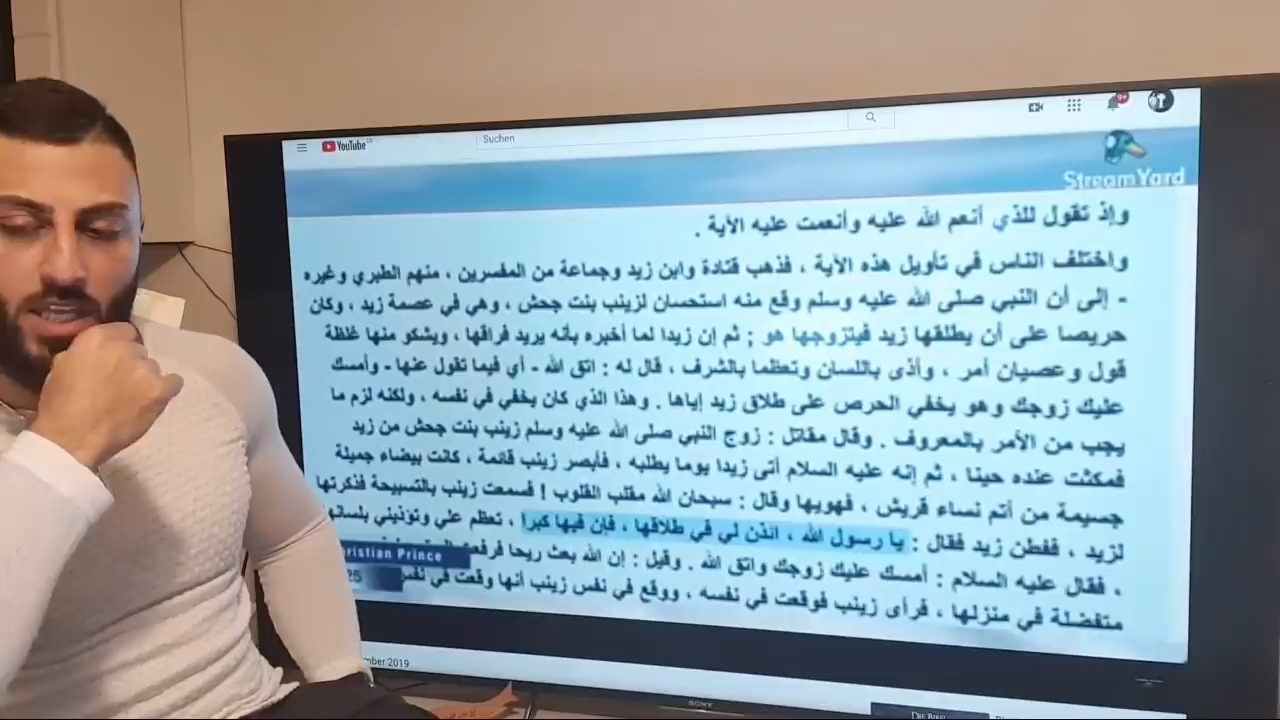 YouTube DE
Suchen
9+
StreamYard
وإذ تقول للذي أنعم الله عليه وأنعمت عليه الآية .
واختلف الناس في تأويل هذه الآية ، فذهب قتادة وابن زيد وجماعة من المفسرين ، منهم الطبري وغيره
- إلى أن النبي صلى الله عليه وسلم وقع منه استحسان لزينب بنت جحش ، وهي في عصمة زيد ، وكان
حريصا على أن يطلقها زيد فيتزوجها هو ; ثم إن زيدا لما أخبره بأنه يريد فراقها ، ويشكو منها غلظة
قول وعصيان أمر ، وأذى باللسان وتعظما بالشرف ، قال له : اتق الله - أي فيما تقول عنها - وأمسك
عليك زوجك وهو يخفي الحرص على طلاق زيد إياها . وهذا الذي كان يخفي في نفسه ، ولكنه لزم ما
يجب من الأمر بالمعروف . وقال مقاتل : زوج النبي صلى الله عليه وسلم زينب بنت جحش من زيد
فمكثت عنده حينا ، ثم إنه عليه السلام أتى زيدا يوما يطلبه ، فأبصر زينب قائمة ، كانت بيضاء جميلة
جسيمة من أتم نساء قريش ، فهويها وقال : سبحان الله مقلب القلوب ! فسمعت زينب بالتسبيحة فذكرتها
لزيد ، ففطن زيد فقال : يا رسول الله ، ائذن لي في طلاقها ، فإن فيها كبرا ، تعظم علي وتؤذيني بلسانها
، فقال عليه السلام : أمسك عليك زوجك واتق الله . وقيل : إن الله بعث ريحا فرفعت
متفضلة في منزلها ، فرأى زينب فوقعت في نفسه ، ووقع في نفس زينب أنها وقعت في نفس
ristian Prince
25
mber 2019
SONY